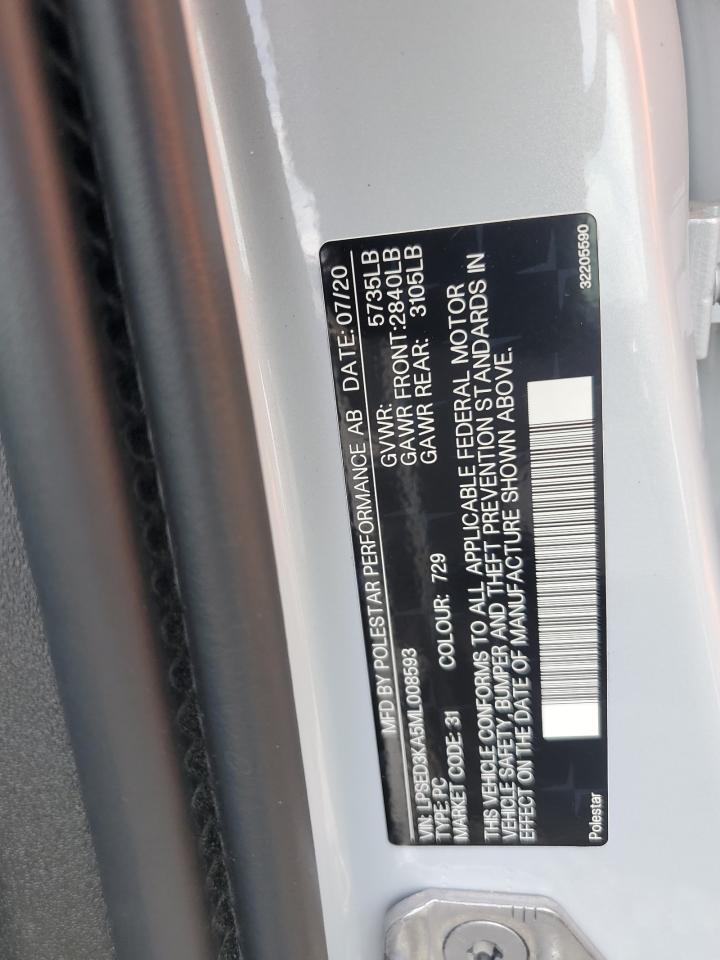 MFD BY POLESTAR PERFORMANCE AB DATE: 07/20
GVWR: 5735LB
GAWR FRONT:2840LB
GAWR REAR: 3105LB
VIN: LPSED3KA5ML008593
TYPE: PC
MARKET CODE: 31 COLOUR: 729
THIS VEHICLE CONFORMS TO ALL APPLICABLE FEDERAL MOTOR
VEHICLE SAFETY, BUMPER AND THEFT PREVENTION STANDARDS IN
EFFECT ON THE DATE OF MANUFACTURE SHOWN ABOVE.
Polestar 32205590